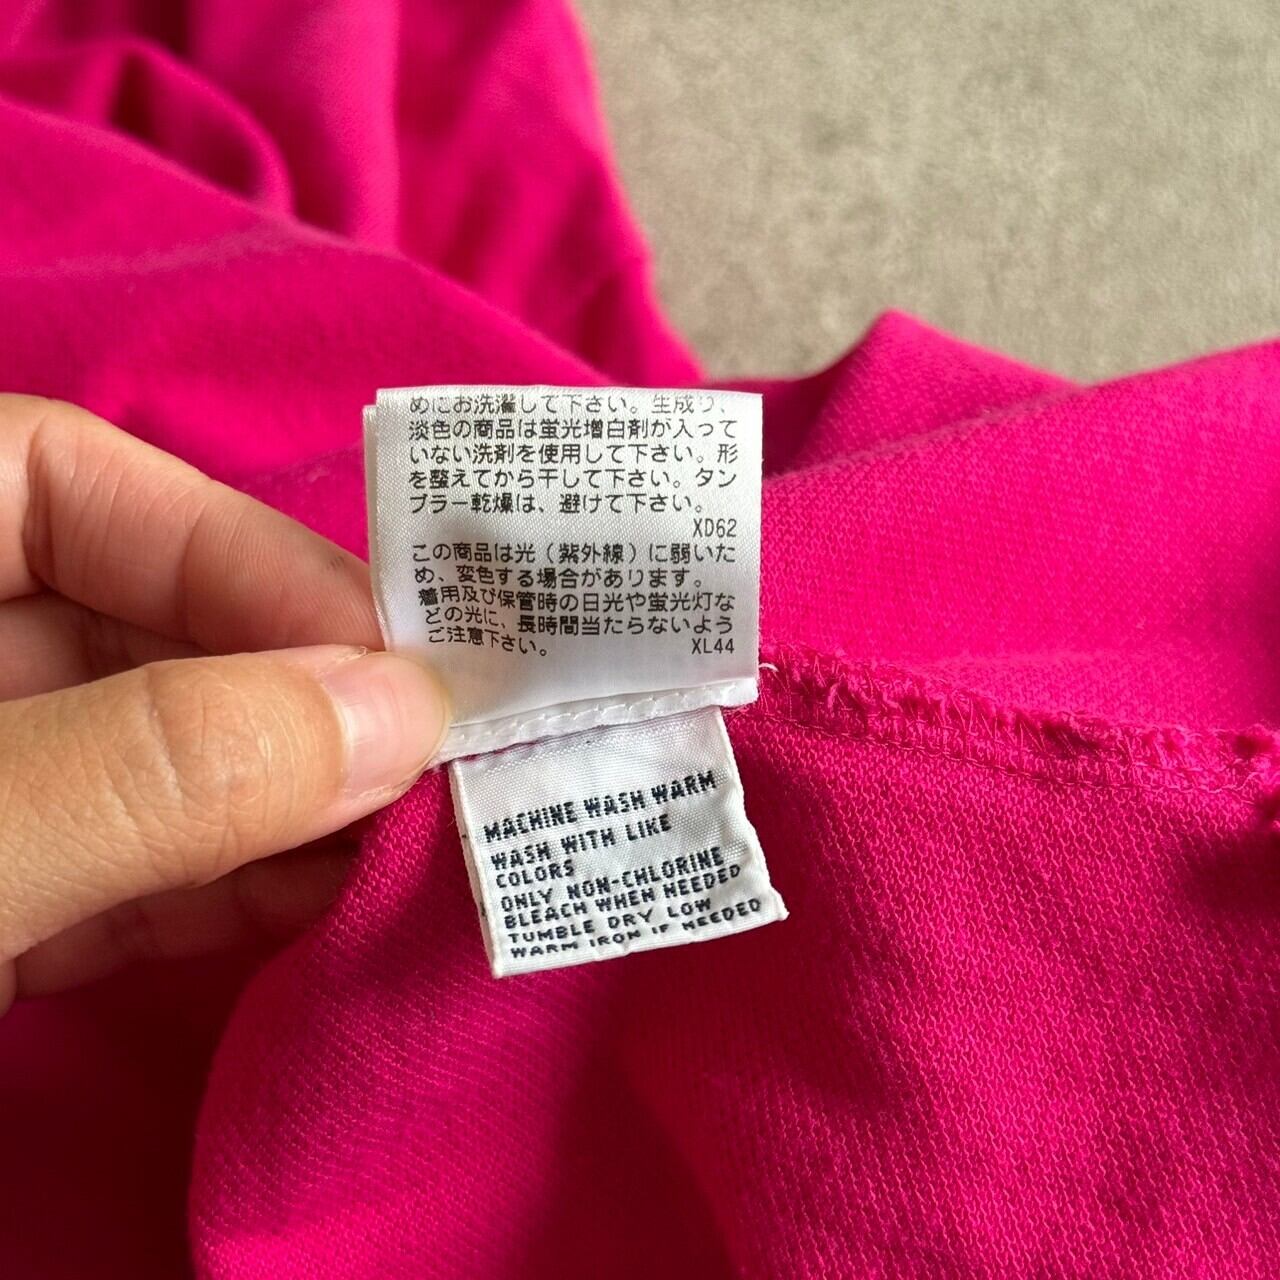 めにお洗濯して下さい。生成り、
淡色の商品は蛍光増白剤が入って
いない洗剤を使用して下さい。形
を整えてから干して下さい。タン
ブラー乾燥は、避けて下さい。
XD62
この商品は光（紫外線）に弱いた
め、変色する場合があります。
着用及び保管時の日光や蛍光灯な
どの光に、長時間当たらないよう
ご注意下さい。
XL44
MACHINE WASH WARM
WASH WITH LIKE
COLORS
ONLY NON-CHLORINE
BLEACH WHEN NEEDED
TUMBLE DRY LOW
WARM IRON IF NEEDED